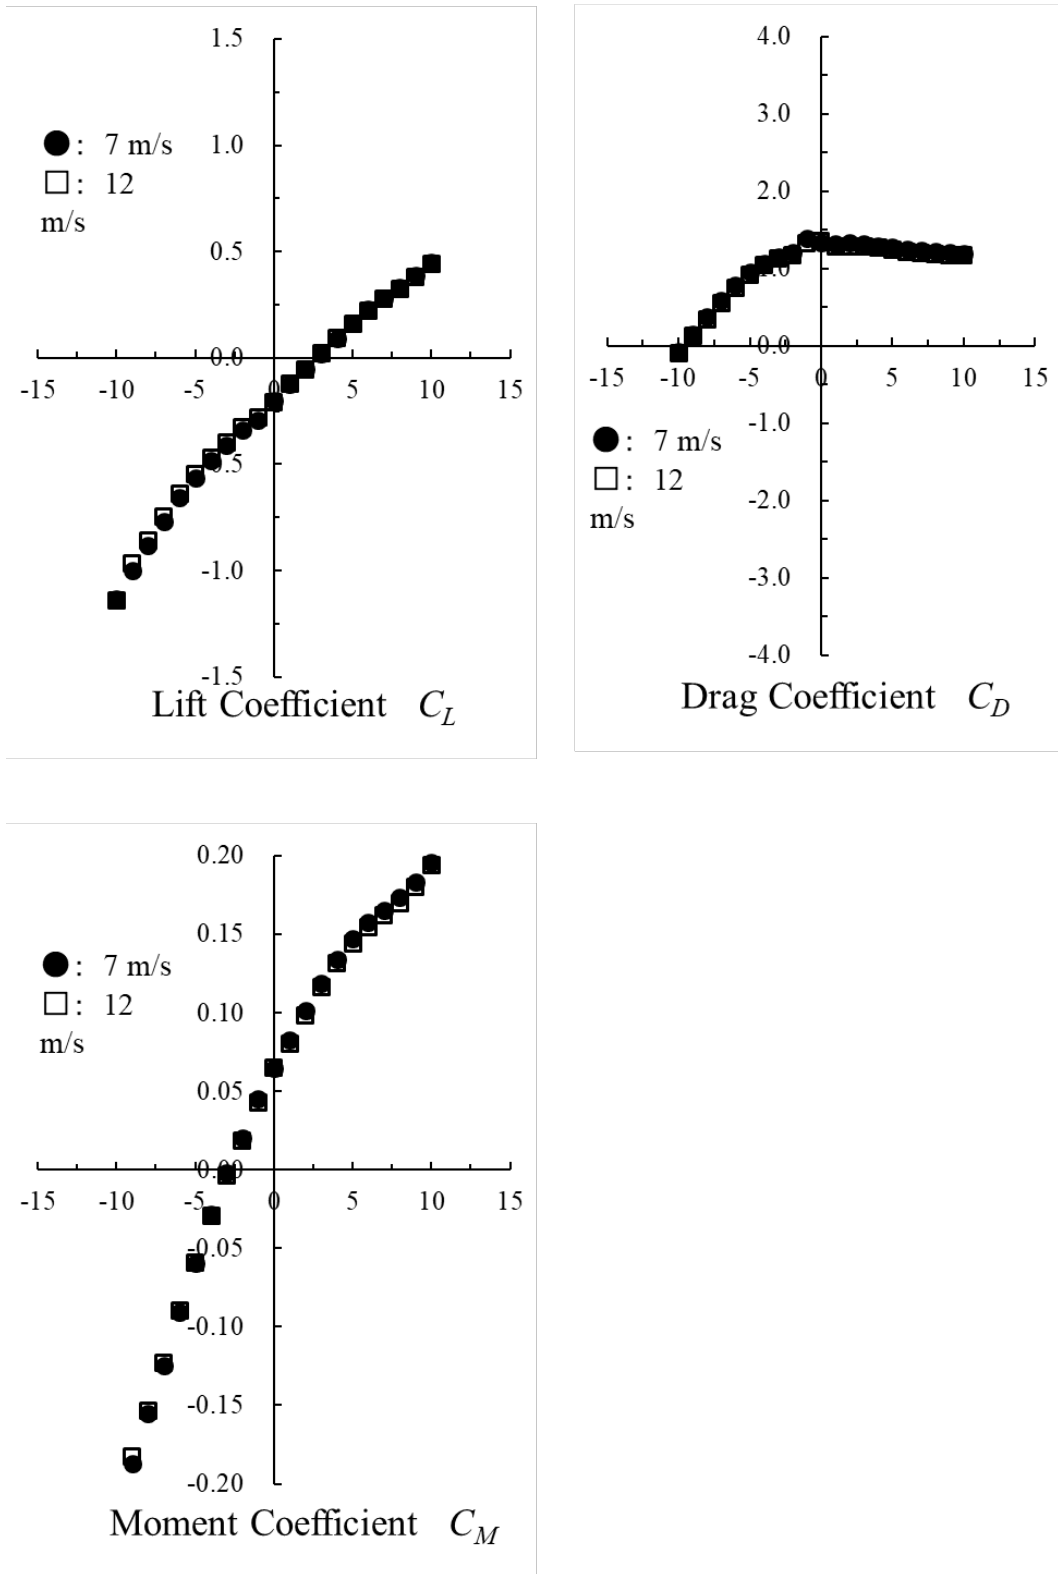 1.5
●: 7 m/s 1.0
□: 12
m/s
0.5
0.0
-15 -10 -5 0 5 10 15
-0.5
-1.0
-1.5
Lift Coefficient C_L
4.0
3.0
2.0
1.0
0.0
-15 -10 -5 0 5 10 15
●: 7 m/s -1.0
□: 12
m/s
-2.0
-3.0
-4.0
Drag Coefficient C_D
0.20
0.15
●: 7 m/s
□: 12
m/s
0.10
0.05
0.00
-15 -10 -5 0 5 10 15
-0.05
-0.10
-0.15
-0.20
Moment Coefficient C_M